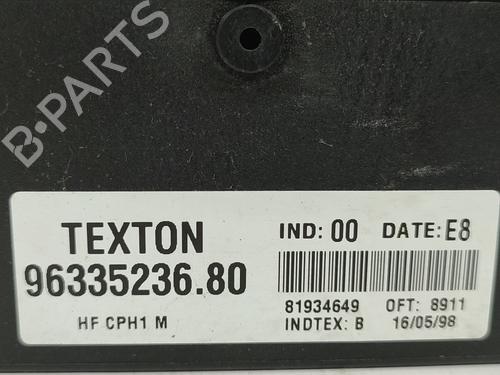 B-PARTS
TEXTON
96335236.80
HF CPH1 M
IND: 00 DATE: E8
81934649 OFT: 8911
INDTEX: B 16/05/98